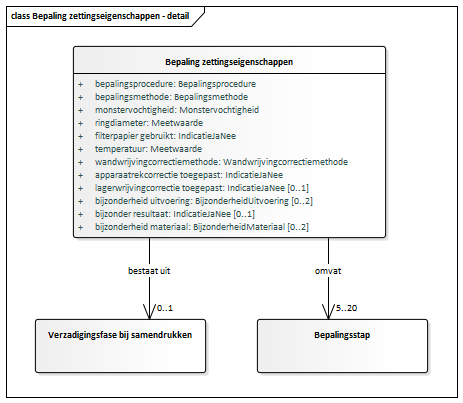 class Bepaling zettingseigenschappen - detail
Bepaling zettingseigenschappen
+ bepalingsprocedure: Bepalingsprocedure
+ bepalingsmethode: Bepalingsmethode
+ monstervochtigheid: Monstervochtigheid
+ ringdiameter: Meetwaarde
+ filterpapier gebruikt: IndicatieJaNee
+ temperatuur: Meetwaarde
+ wandwrijvingcorrectiemethode: Wandwrijvingcorrectiemethode
+ apparaatrekcorrectie toegepast: IndicatieJaNee
+ lagerwrijvingcorrectie toegepast: IndicatieJaNee [0..1]
+ bijzonderheid uitvoering: BijzonderheidUitvoering [0..2]
+ bijzonder resultaat: IndicatieJaNee [0..1]
+ bijzonderheid materiaal: BijzonderheidMateriaal [0..2]
bestaat uit
omvat
0..1
5..20
Verzadigingsfase bij samendrukken
Bepalingsstap